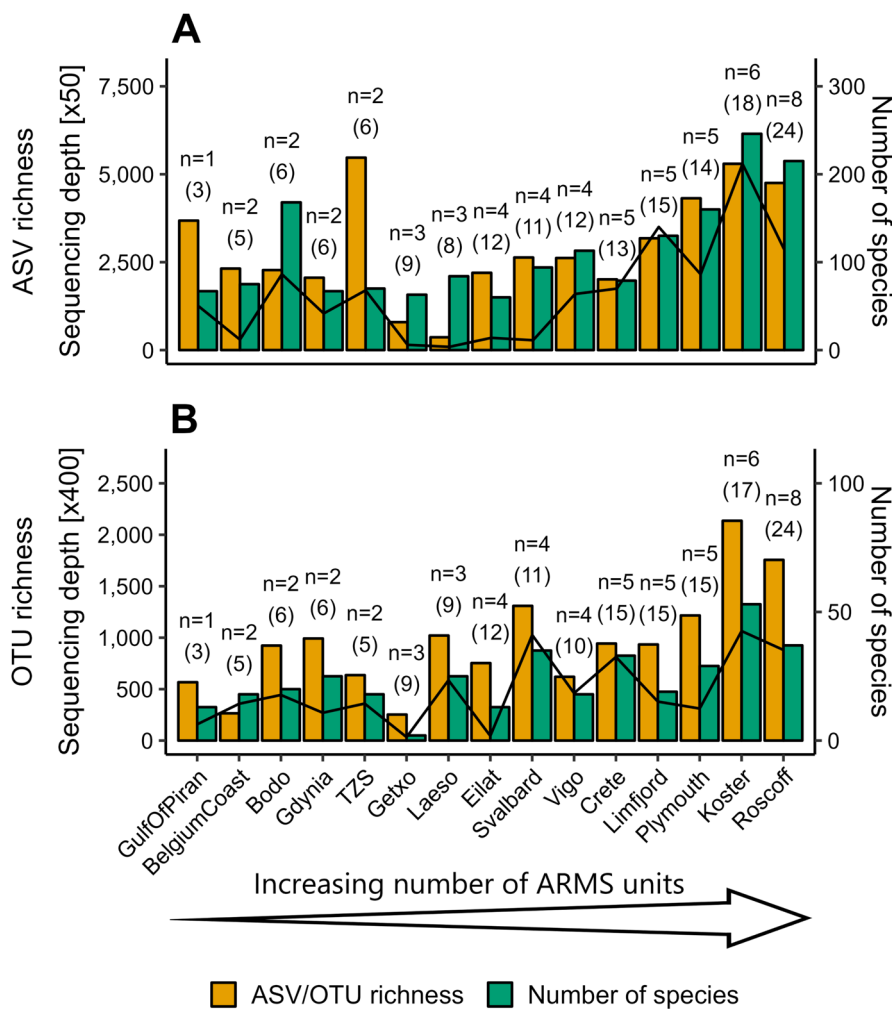 A
ASV richness
Sequencing depth [x50]
Number of species
7,500
5,000
2,500
0
300
200
100
0
n=1
(3)
n=2
(5)
n=2
(6)
n=2
(6)
n=2
(6)
n=3
(9)
n=3
(8)
n=4
(12)
n=4
(11)
n=4
(12)
n=5
(13)
n=5
(15)
n=5
(14)
n=6
(18)
n=8
(24)
B
OTU richness
Sequencing depth [x400]
Number of species
2,500
2,000
1,500
1,000
500
0
100
50
0
n=1
(3)
n=2
(5)
n=2
(6)
n=2
(6)
n=2
(5)
n=3
(9)
n=3
(9)
n=4
(12)
n=4
(11)
n=4
(10)
n=5
(15)
n=5
(15)
n=5
(15)
n=6
(17)
n=8
(24)
GulfOfPiran
BelgiumCoast
Bodo
Gdynia
TZS
Getxo
Laeso
Eilat
Svalbard
Vigo
Crete
Limfjord
Plymouth
Koster
Roscoff
Increasing number of ARMS units
ASV/OTU richness
Number of species